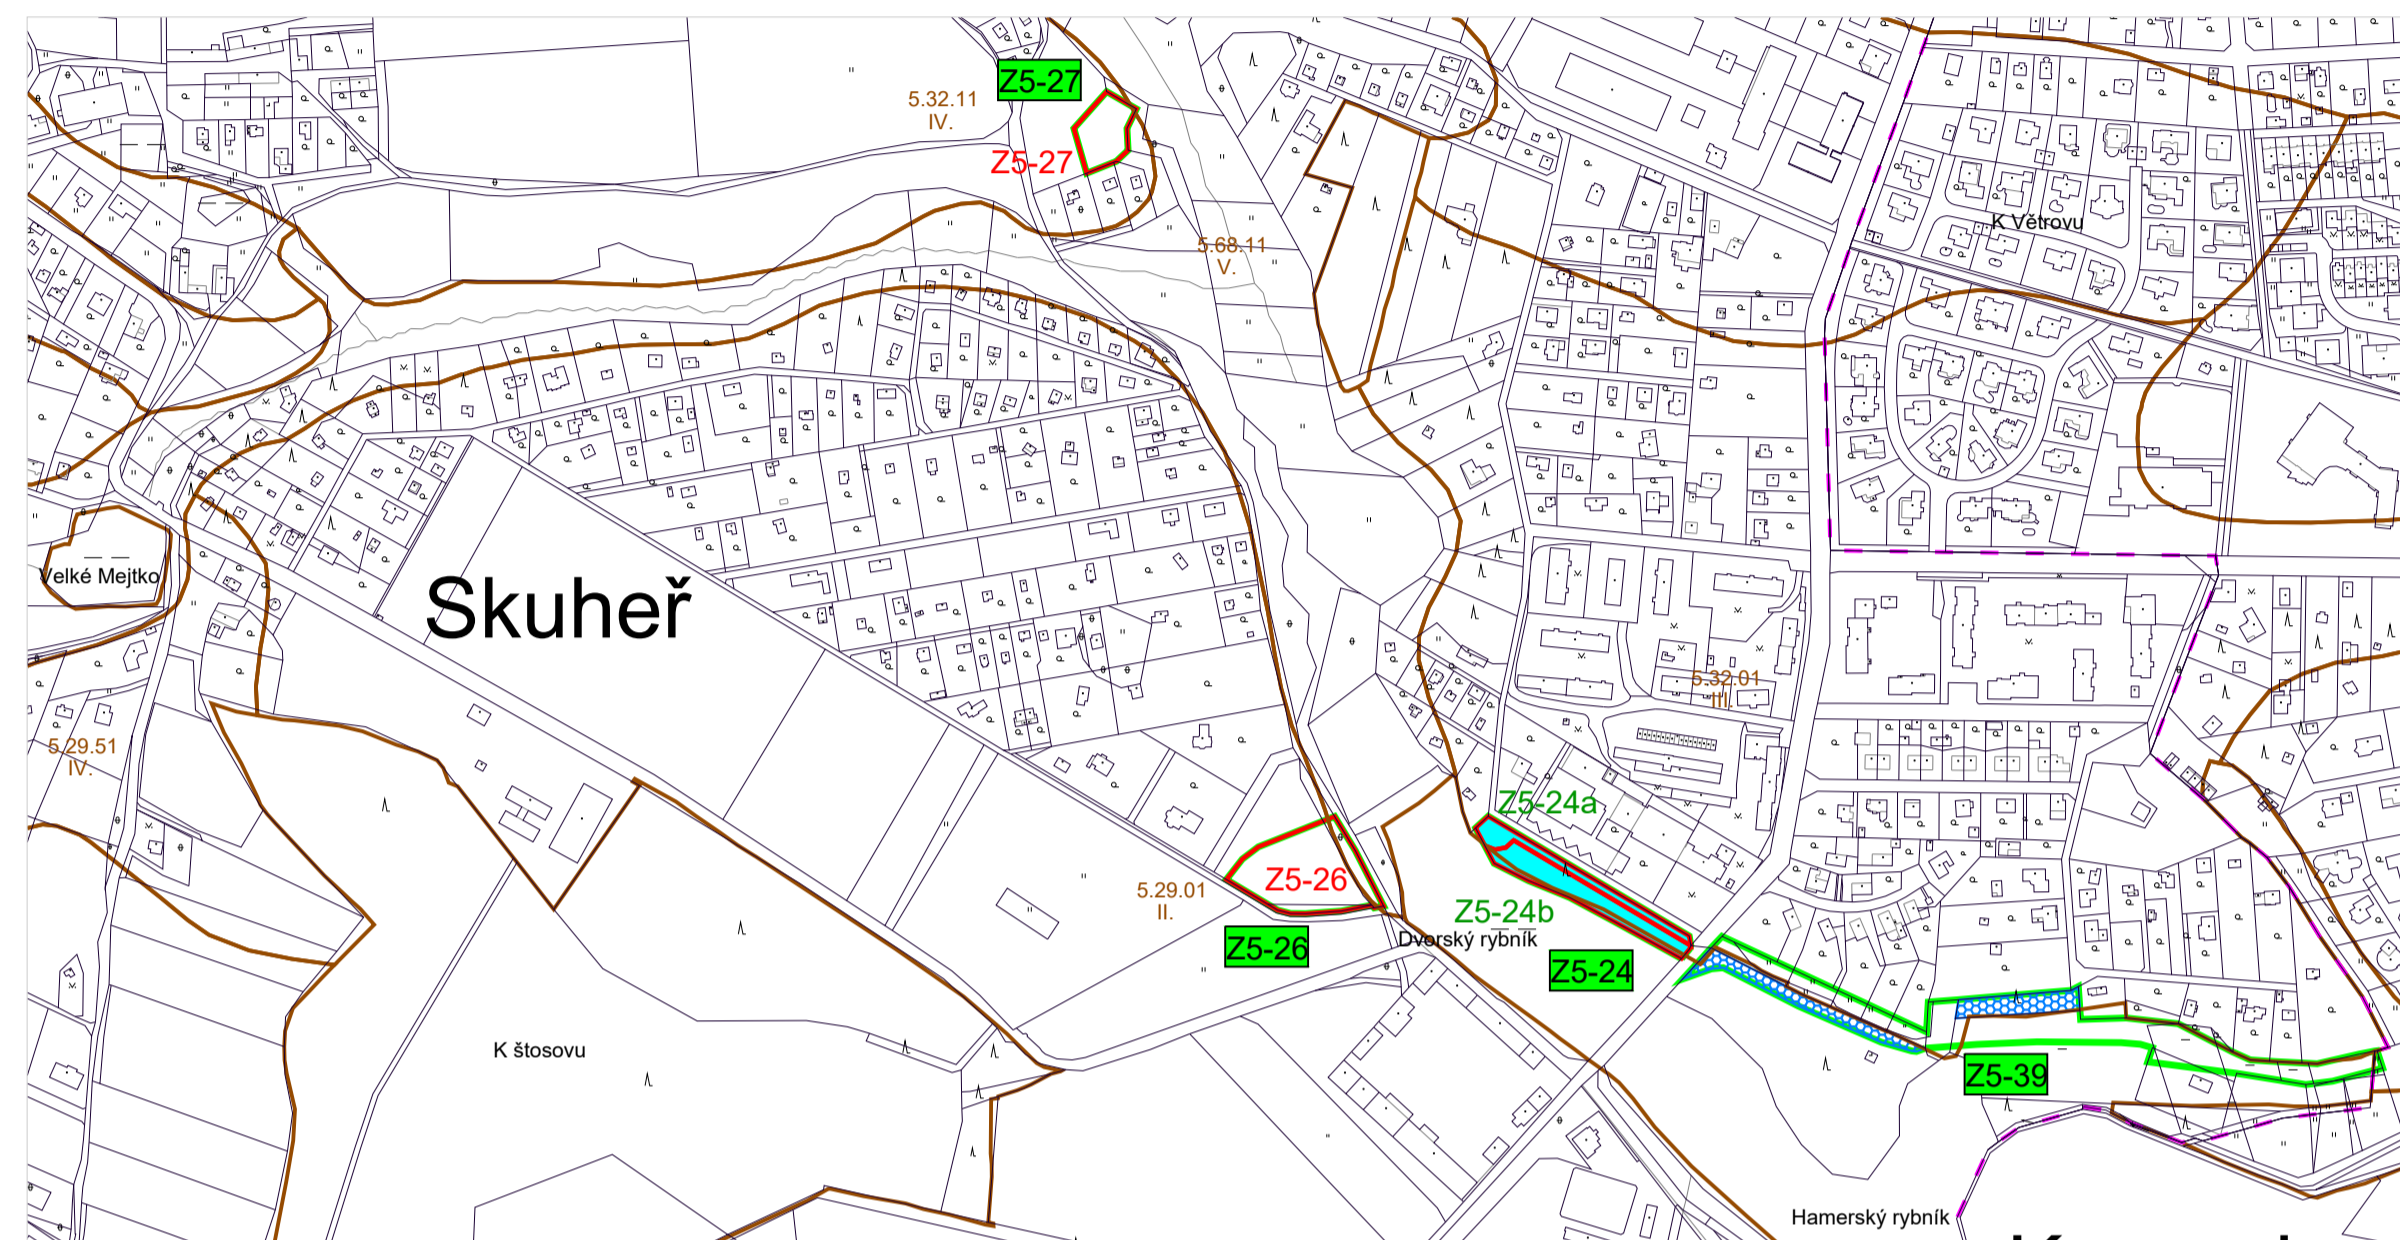 Z5-27
5.32.11
IV.
Z5-27
K Větrovu
5.68.11
V.
Velké Mejtko
Skuheř
5.32.01
III.
5.29.51
IV.
Z5-24a
5.29.01
II.
Z5-26
Z5-24b
Dvorský rybník
Z5-26
Z5-24
K štosovu
Z5-39
Hamerský rybník